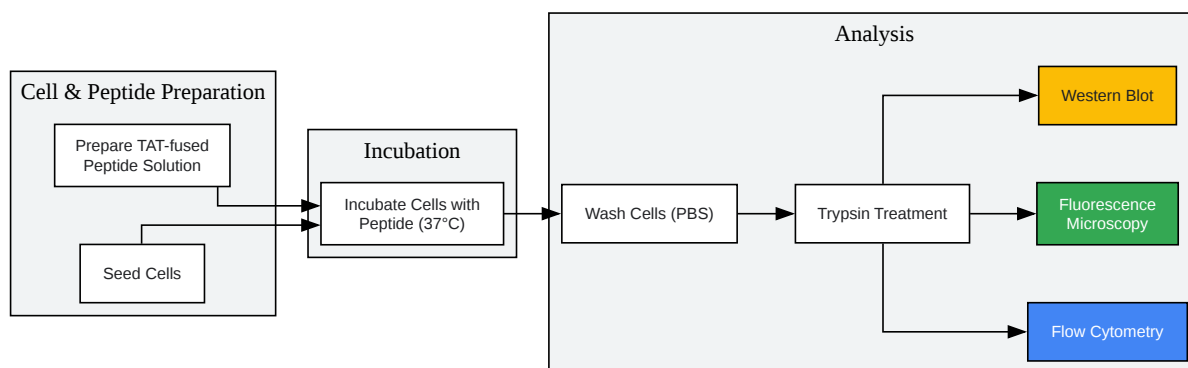 Cell & Peptide Preparation
Prepare TAT-fused
Peptide Solution
Seed Cells
Incubation
Incubate Cells with
Peptide (37°C)
Analysis
Wash Cells (PBS)
Trypsin Treatment
Western Blot
Fluorescence
Microscopy
Flow Cytometry